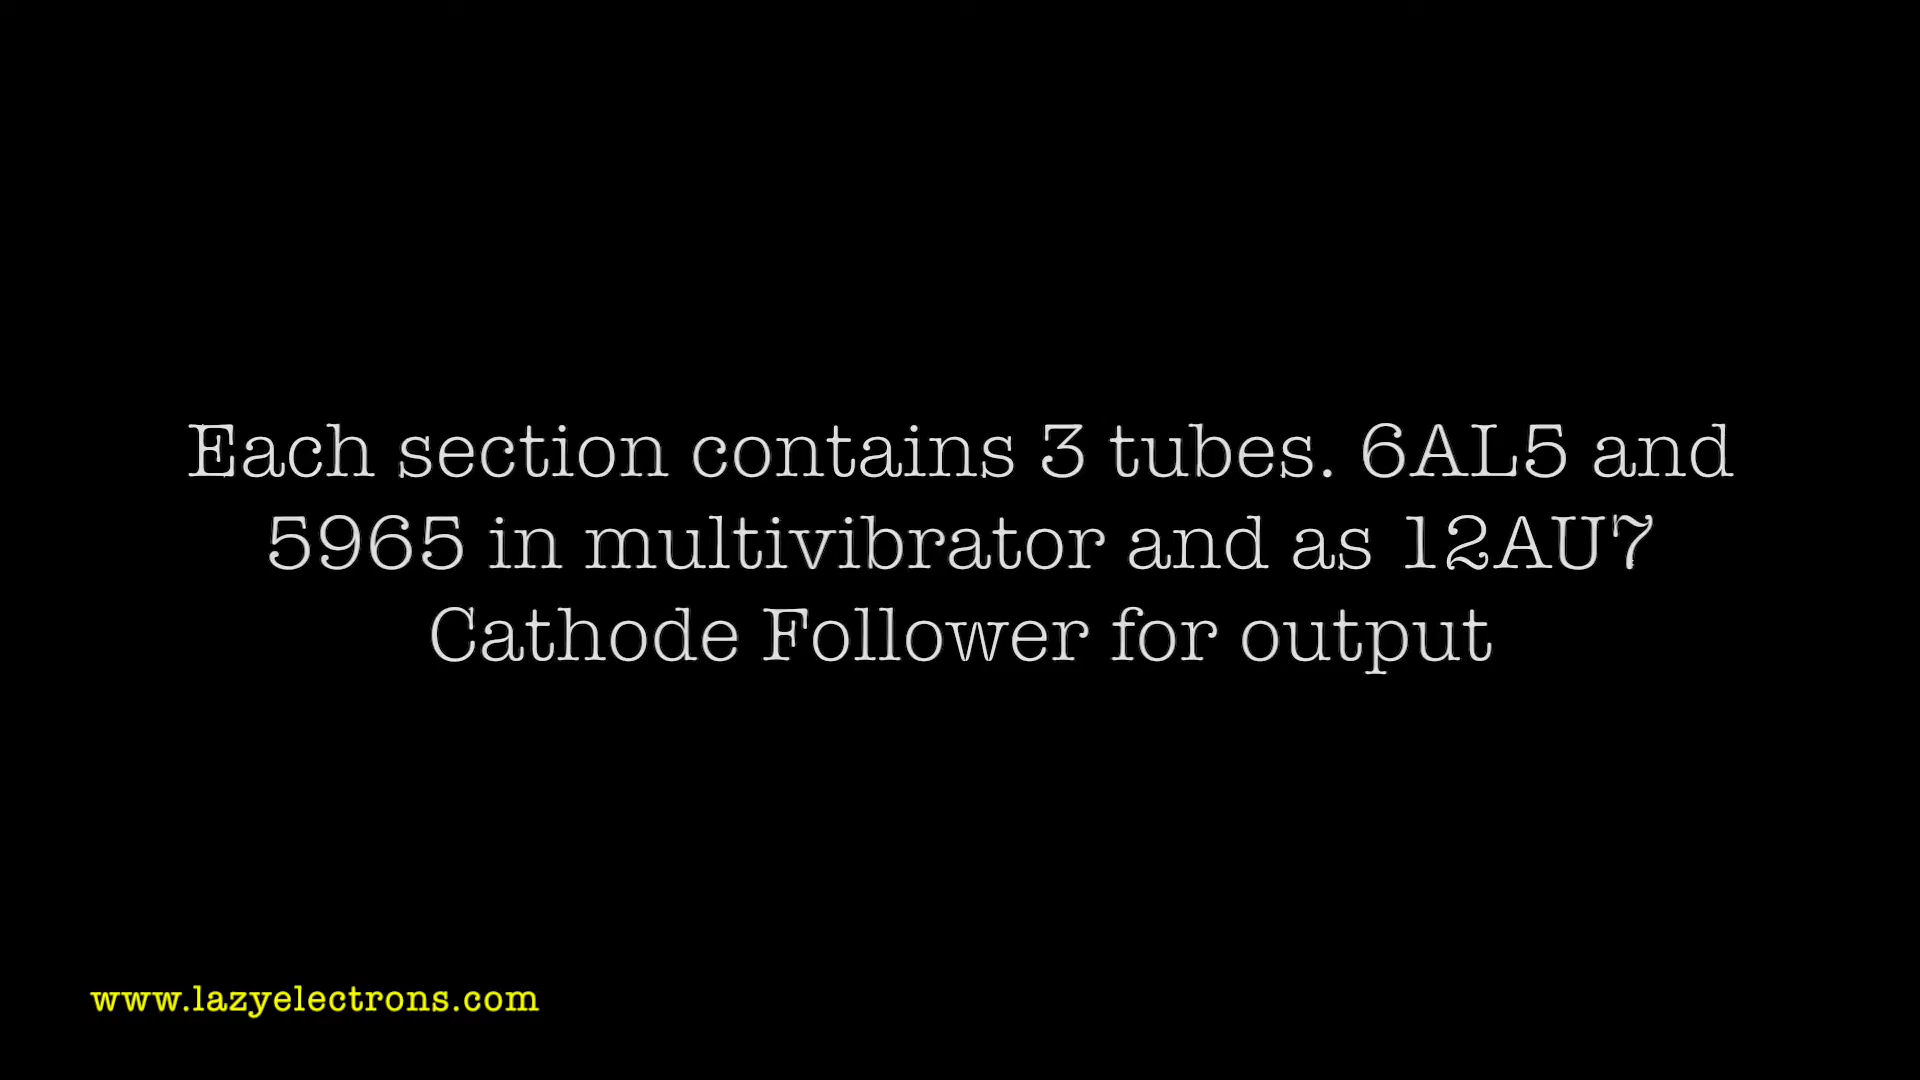 Each section contains 3 tubes. 6AL5 and
5965 in multivibrator and as 12AU7
Cathode Follower for output
www.lazyelectrons.com